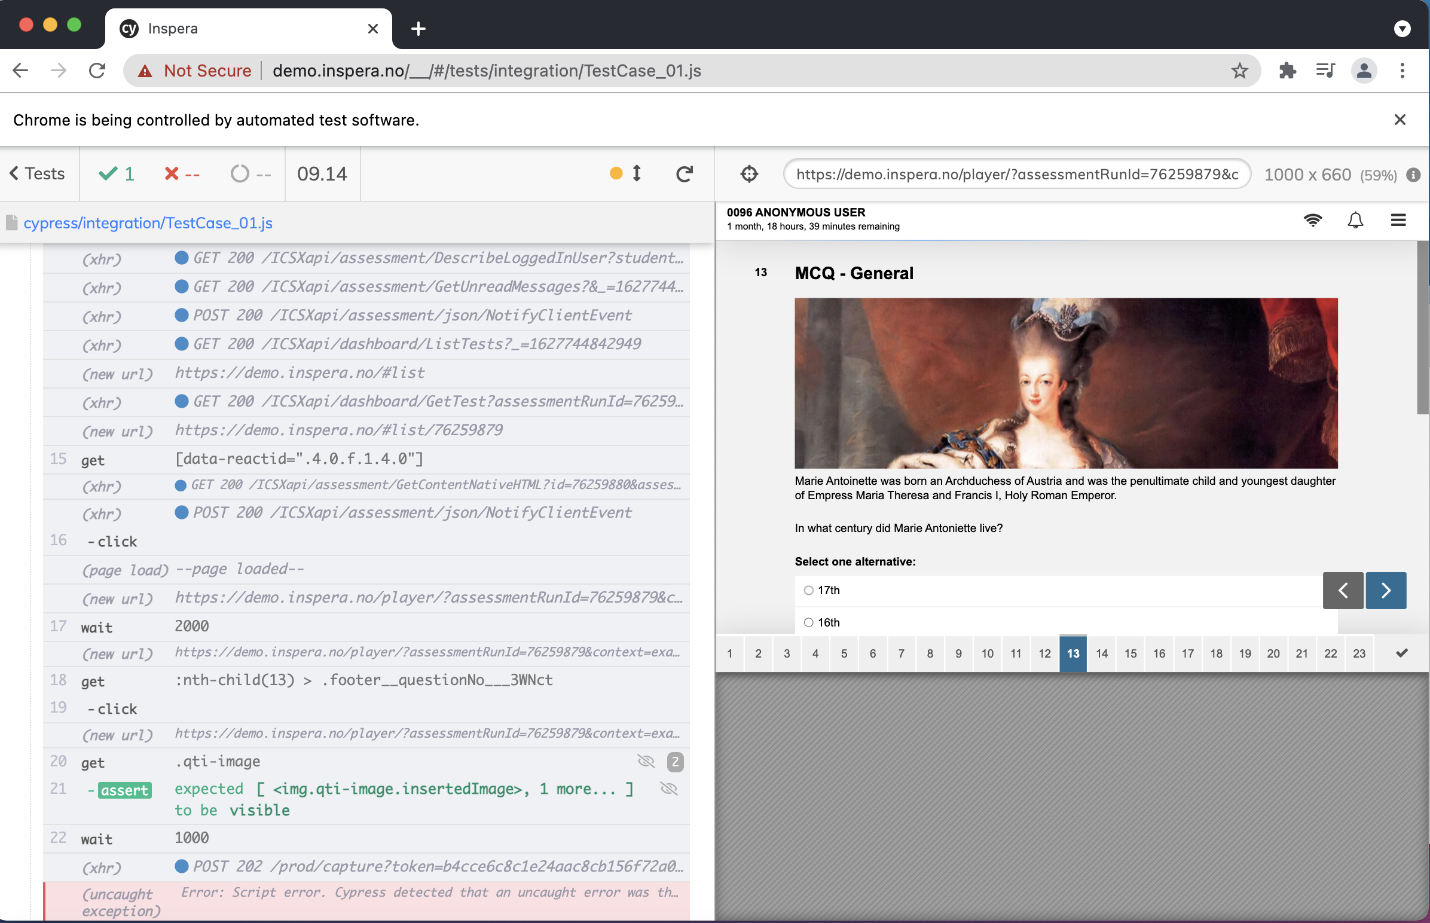 cy Inspera
Not Secure demo.inspera.no/__/#/tests/integration/TestCase_01.js
Chrome is being controlled by automated test software.
Tests 1 -- -- 09.14
https://demo.inspera.no/player/?assessmentRunId=76259879&c 1000 x 660 (59%)
cypress/integration/TestCase_01.js
(xhr) GET 200 /ICSXapi/assessment/DescribeLoggedInUser?student...
(xhr) GET 200 /ICSXapi/assessment/GetUnreadMessages?&_=1627744...
(xhr) POST 200 /ICSXapi/assessment/json/NotifyClientEvent
(xhr) GET 200 /ICSXapi/dashboard/ListTests?_=1627744842949
(new url) https://demo.inspera.no/#list
(xhr) GET 200 /ICSXapi/dashboard/GetTest?assessmentRunId=76259...
(new url) https://demo.inspera.no/#list/76259879
15 get [data-reactid=".4.0.f.1.4.0"]
(xhr) GET 200 /ICSXapi/assessment/GetContentNativeHTML?id=76259880&asses...
(xhr) POST 200 /ICSXapi/assessment/json/NotifyClientEvent
16 -click
(page load) --page loaded--
(new url) https://demo.inspera.no/player/?assessmentRunId=76259879&c...
17 wait 2000
(new url) https://demo.inspera.no/player/?assessmentRunId=76259879&context=exa...
18 get :nth-child(13) > .footer__questionNo___3WNct
19 -click
(new url) https://demo.inspera.no/player/?assessmentRunId=76259879&context=exa...
20 get .qti-image 2
21 -assert expected [ <img.qti-image.insertedImage>, 1 more... ]
to be visible
22 wait 1000
(xhr) POST 202 /prod/capture?token=b4cce6c8c1e24aac8cb156f72a0...
(uncaught Error: Script error. Cypress detected that an uncaught error was th...
exception)
0096 ANONYMOUS USER
1 month, 18 hours, 39 minutes remaining
13 MCQ - General
Marie Antoinette was born an Archduchess of Austria and was the penultimate child and youngest daughter
of Empress Maria Theresa and Francis I, Holy Roman Emperor.
In what century did Marie Antoniette live?
Select one alternative:
17th
16th
1 2 3 4 5 6 7 8 9 10 11 12 13 14 15 16 17 18 19 20 21 22 23